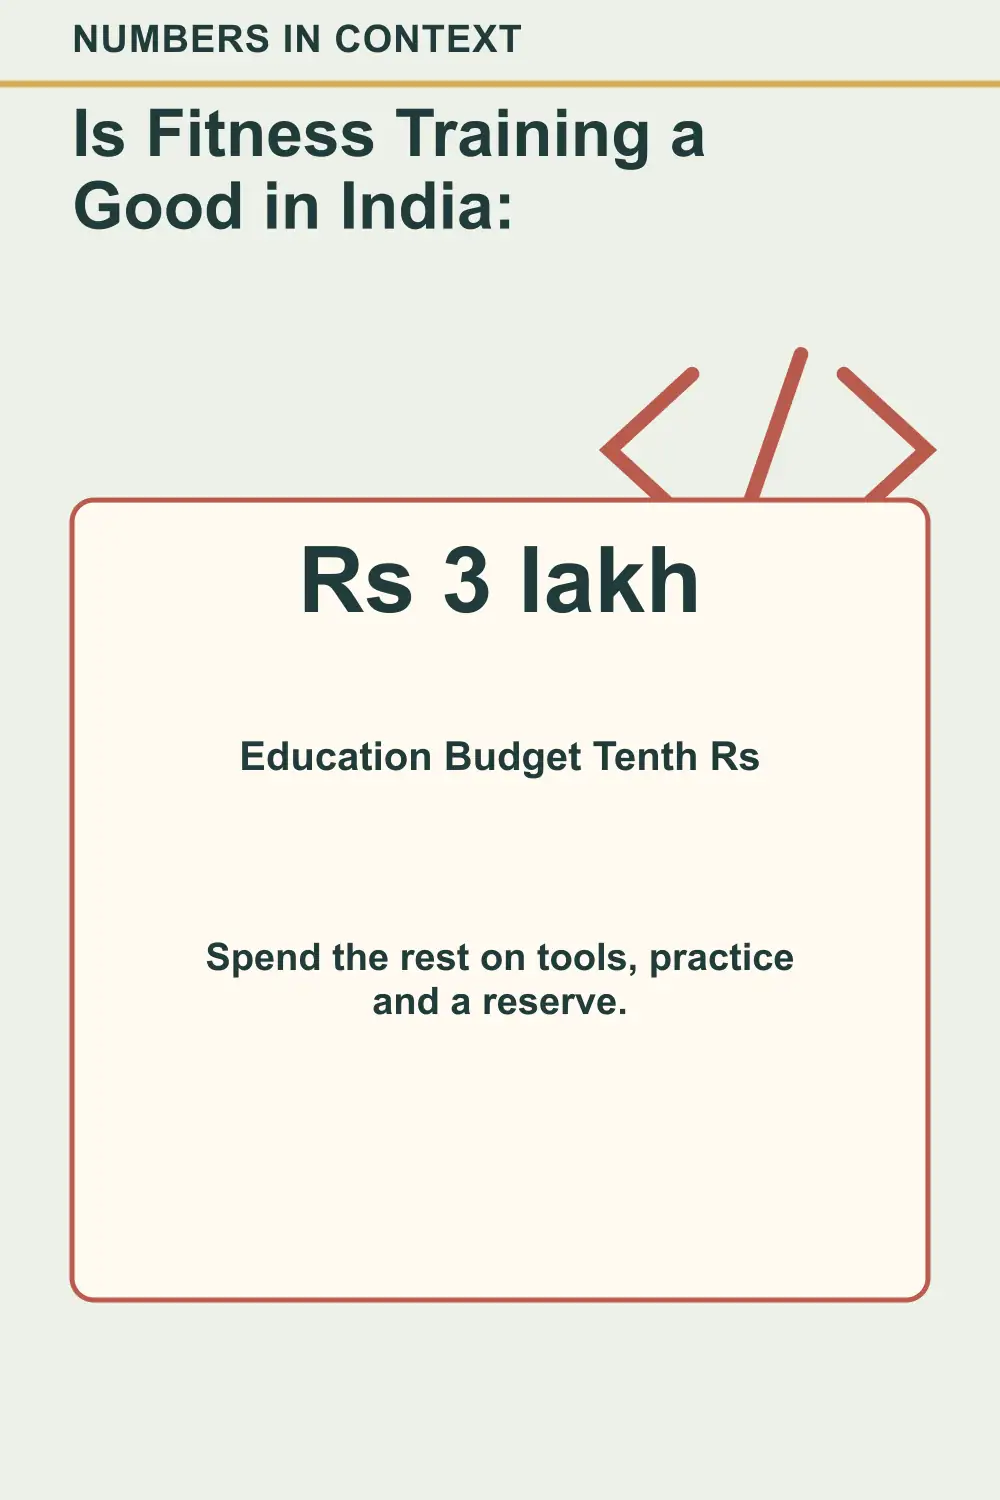 NUMBERS IN CONTEXT
Is Fitness Training a
Good in India:
Rs 3 lakh
Education Budget Tenth Rs
Spend the rest on tools, practice
and a reserve.